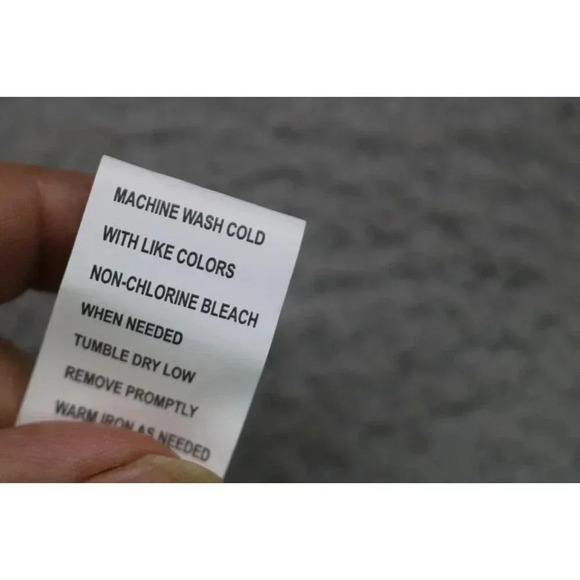 MACHINE WASH COLD
WITH LIKE COLORS
NON-CHLORINE BLEACH
WHEN NEEDED
TUMBLE DRY LOW
REMOVE PROMPTLY
WARM IRON AS NEEDED